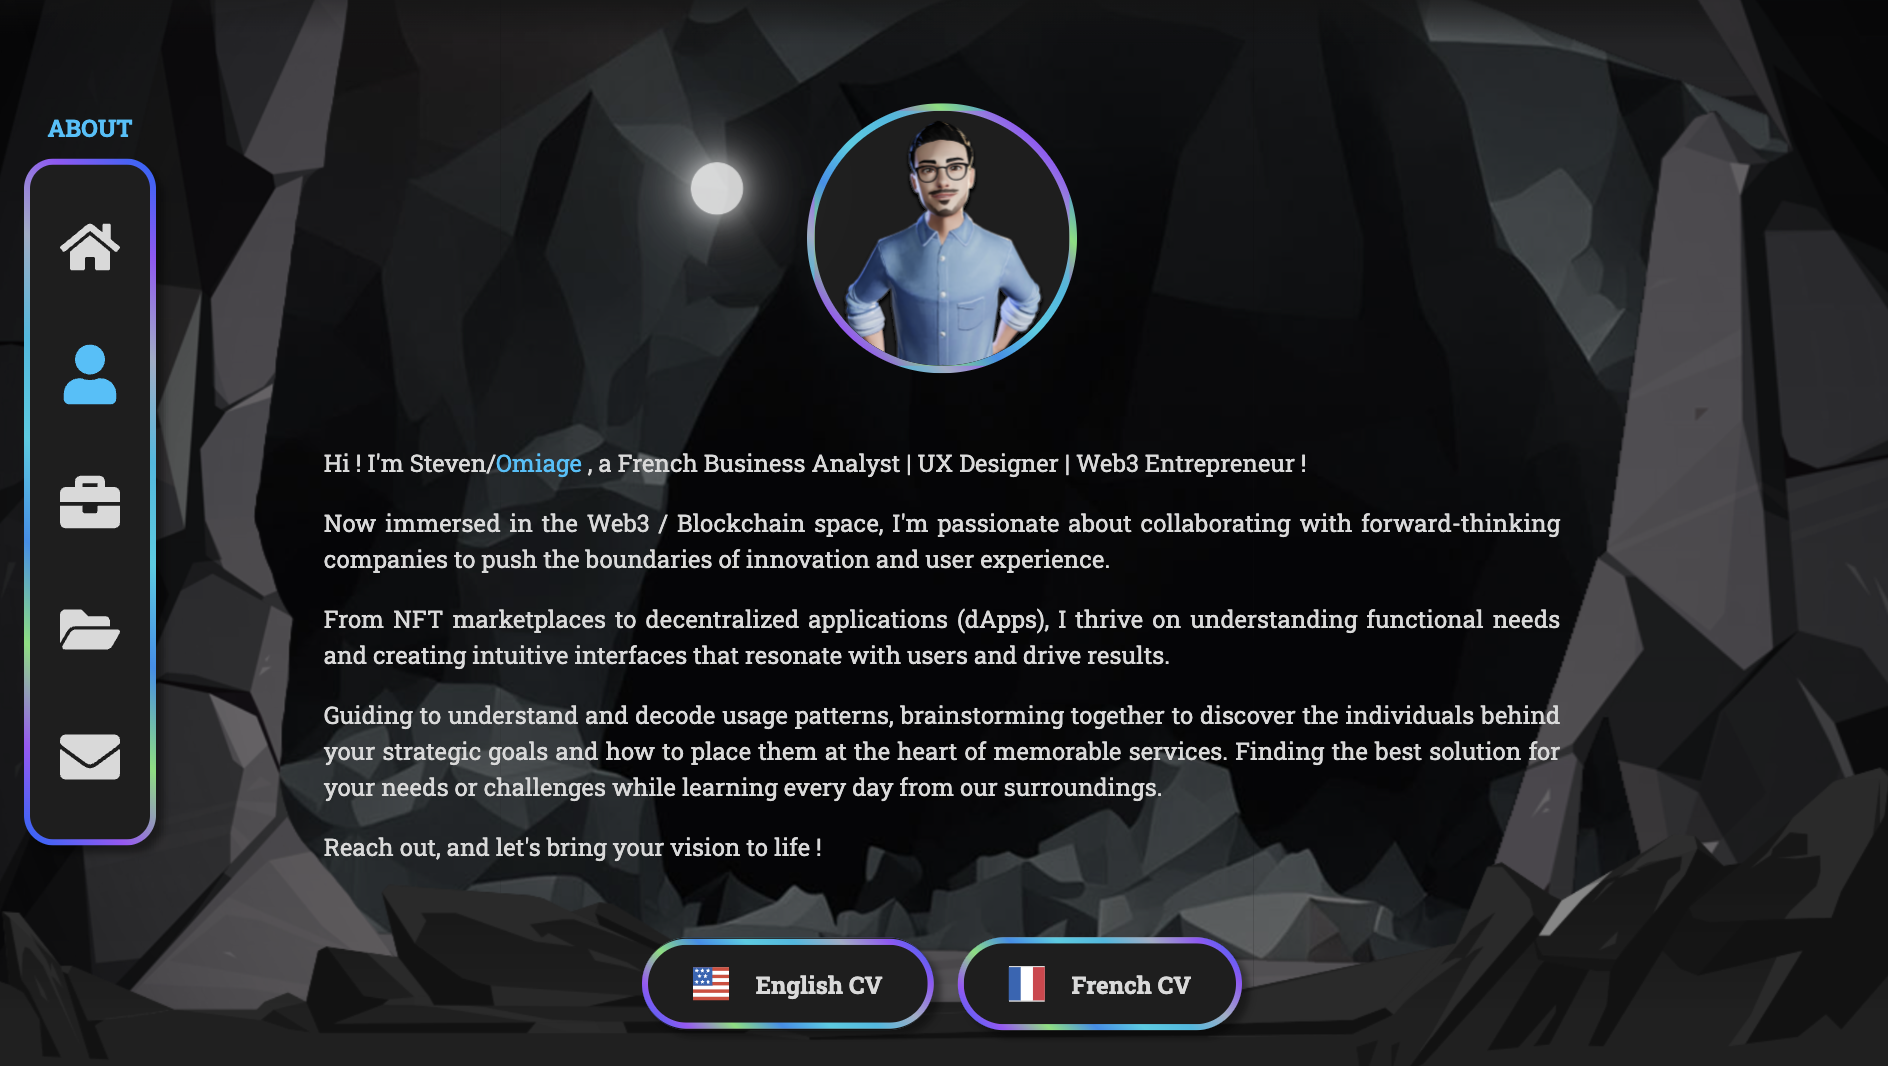 ABOUT
Hi ! I'm Steven/Omiage , a French Business Analyst | UX Designer | Web3 Entrepreneur !
Now immersed in the Web3 / Blockchain space, I'm passionate about collaborating with forward-thinking
companies to push the boundaries of innovation and user experience.
From NFT marketplaces to decentralized applications (dApps), I thrive on understanding functional needs
and creating intuitive interfaces that resonate with users and drive results.
Guiding to understand and decode usage patterns, brainstorming together to discover the individuals behind
your strategic goals and how to place them at the heart of memorable services. Finding the best solution for
your needs or challenges while learning every day from our surroundings.
Reach out, and let's bring your vision to life !
English CV
French CV